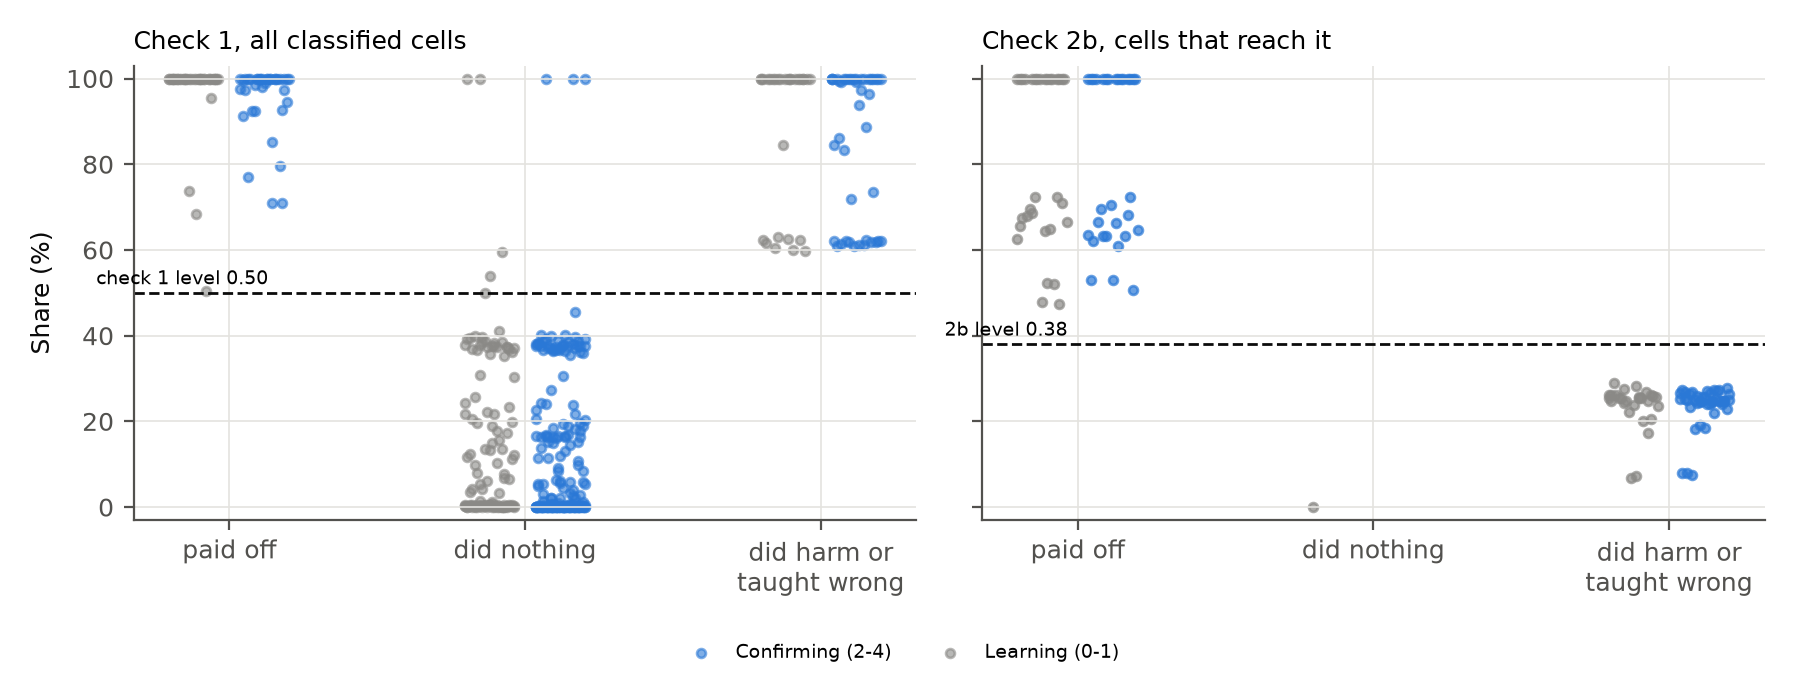 Check 1, all classified cells
Check 2b, cells that reach it
Share (%)
100
80
60
40
20
0
check 1 level 0.50
2b level 0.38
paid off
did nothing
did harm or
taught wrong
paid off
did nothing
did harm or
taught wrong
Confirming (2-4)
Learning (0-1)